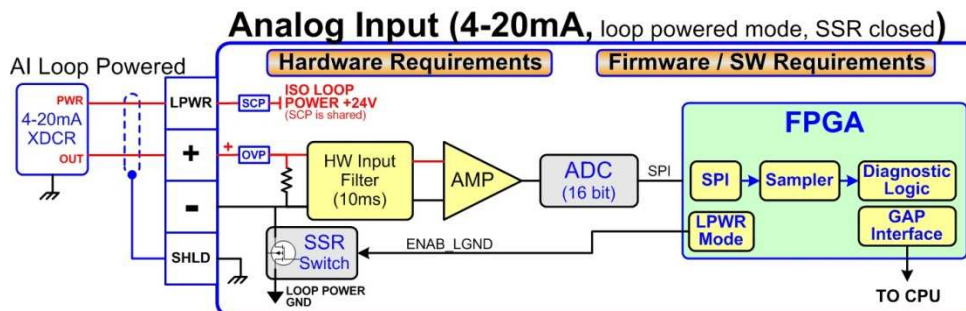 Analog Input (4-20mA, loop powered mode, SSR closed)
Hardware Requirements
Firmware / SW Requirements
AI Loop Powered
PWR
4-20mA
XDCR
OUT
LPWR
+
-
SHLD
SCP
ISO LOOP
POWER +24V
(SCP is shared)
+
OVP
HW Input
Filter
(10ms)
AMP
ADC
(16 bit)
SPI
FPGA
SPI
Sampler
Diagnostic
Logic
LPWR
Mode
GAP
Interface
SSR
Switch
ENAB_LGND
LOOP POWER
GND
TO CPU